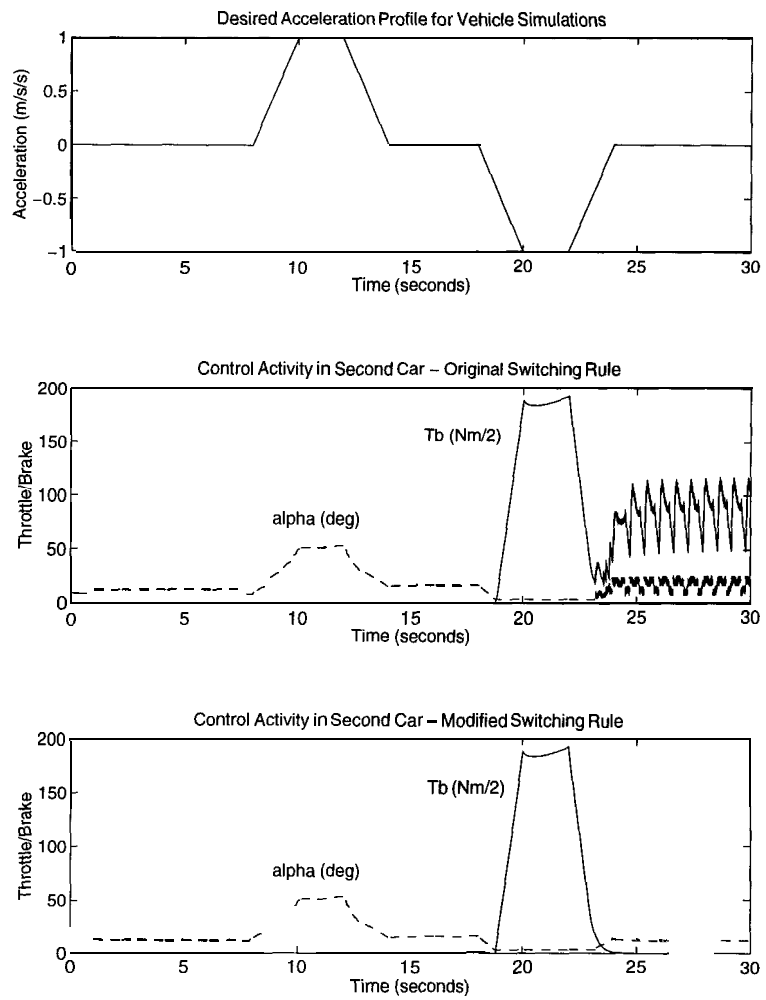 Desired Acceleration Profile for Vehicle Simulations
1
0.5
0
−0.5
−1
Acceleration (m/s/s)
0 5 10 15 20 25 30
Time (seconds)
Control Activity in Second Car – Original Switching Rule
200
150
100
50
0
Throttle/Brake
Tb (Nm/2)
alpha (deg)
0 5 10 15 20 25 30
Time (seconds)
Control Activity in Second Car – Modified Switching Rule
200
150
100
50
0
Throttle/Brake
Tb (Nm/2)
alpha (deg)
0 5 10 15 20 25 30
Time (seconds)